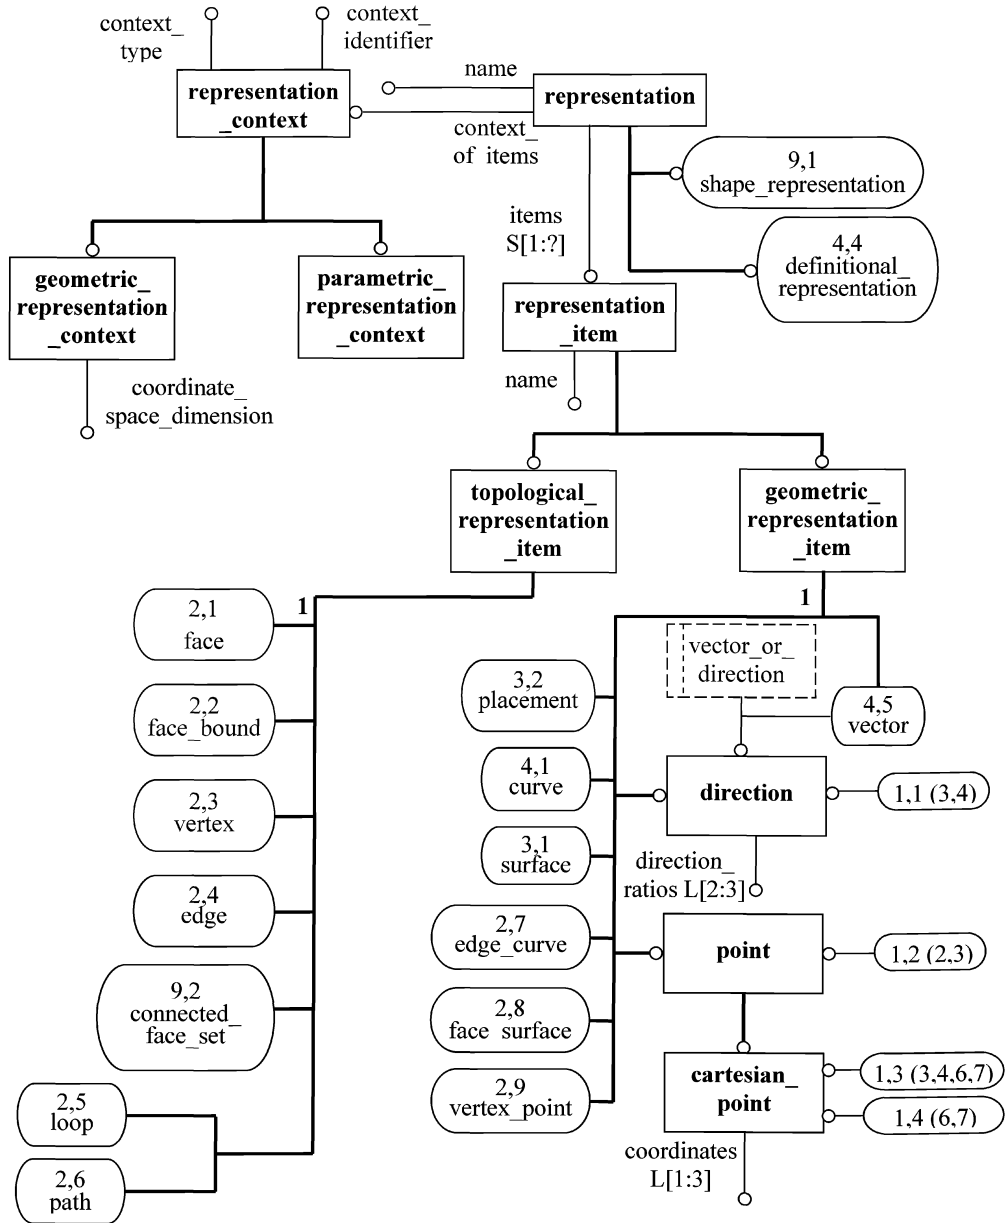 context_
type
context_
identifier
representation
_context
name
representation
context_
of items
9,1
shape_representation
items
S[1:?]
4,4
definitional_
representation
geometric_
representation
_context
parametric_
representation
_context
representation
_item
coordinate_
space_dimension
name
topological_
representation
_item
geometric_
representation
_item
1
2,1
face
2,2
face_bound
2,3
vertex
2,4
edge
9,2
connected_
face_set
2,5
loop
2,6
path
1
vector_or_
direction
3,2
placement
4,5
vector
4,1
curve
direction
1,1 (3,4)
3,1
surface
direction_
ratios L[2:3]
2,7
edge_curve
point
1,2 (2,3)
2,8
face surface
cartesian_
point
1,3 (3,4,6,7)
1,4 (6,7)
2,9
vertex_point
coordinates
L[1:3]